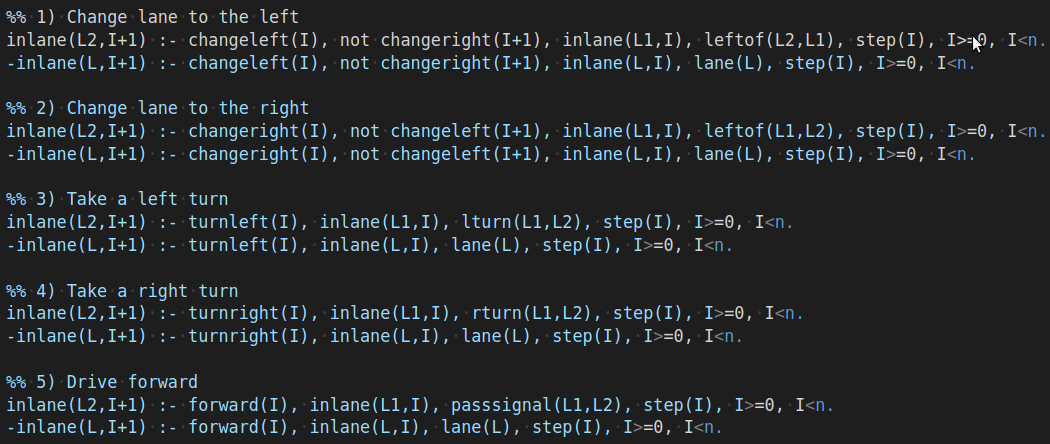 %% 1) Change lane to the left
inlane(L2,I+1) :- changeleft(I), not changeright(I+1), inlane(L1,I), leftof(L2,L1), step(I), I>=0, I<n.
-inlane(L,I+1) :- changeleft(I), not changeright(I+1), inlane(L,I), lane(L), step(I), I>=0, I<n.
%% 2) Change lane to the right
inlane(L2,I+1) :- changeright(I), not changeleft(I+1), inlane(L1,I), leftof(L1,L2), step(I), I>=0, I<n.
-inlane(L,I+1) :- changeright(I), not changeleft(I+1), inlane(L,I), lane(L), step(I), I>=0, I<n.
%% 3) Take a left turn
inlane(L2,I+1) :- turnleft(I), inlane(L1,I), lturn(L1,L2), step(I), I>=0, I<n.
-inlane(L,I+1) :- turnleft(I), inlane(L,I), lane(L), step(I), I>=0, I<n.
%% 4) Take a right turn
inlane(L2,I+1) :- turnright(I), inlane(L1,I), rturn(L1,L2), step(I), I>=0, I<n.
-inlane(L,I+1) :- turnright(I), inlane(L,I), lane(L), step(I), I>=0, I<n.
%% 5) Drive forward
inlane(L2,I+1) :- forward(I), inlane(L1,I), passsignal(L1,L2), step(I), I>=0, I<n.
-inlane(L,I+1) :- forward(I), inlane(L,I), lane(L), step(I), I>=0, I<n.